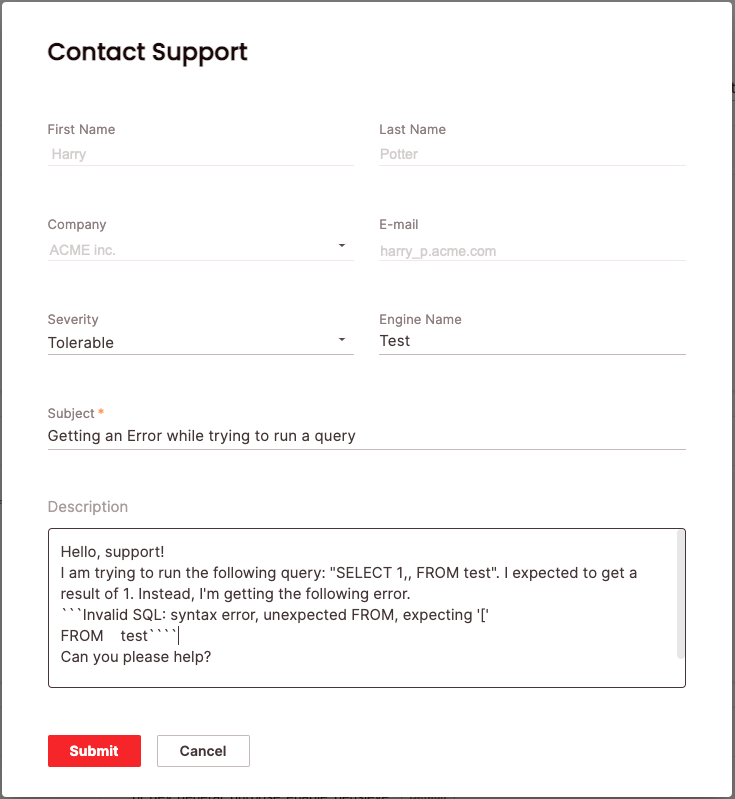 Contact Support
First Name
Last Name
Harry
Potter
Company
E-mail
ACME inc.
harry_p.acme.com
Severity
Engine Name
Tolerable
Test
Subject *
Getting an Error while trying to run a query
Description
Hello, support!
I am trying to run the following query: "SELECT 1,, FROM test". I expected to get a
result of 1. Instead, I'm getting the following error.
```Invalid SQL: syntax error, unexpected FROM, expecting '['
FROM    test````
Can you please help?
Submit
Cancel